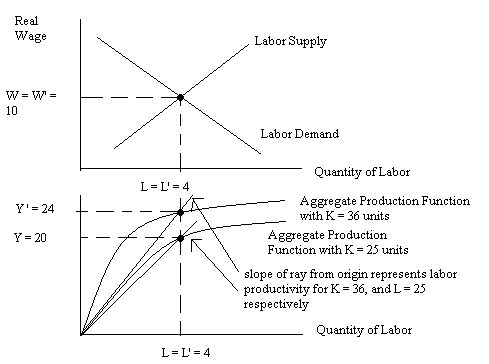 Real
Wage
Labor Supply
W = W' =
10
Labor Demand
Quantity of Labor
L = L' = 4
Y' = 24
Aggregate Production Function
with K = 36 units
Y = 20
Aggregate Production
Function with K = 25 units
slope of ray from origin represents labor
productivity for K = 36, and L = 25
respectively
Quantity of Labor
L = L' = 4